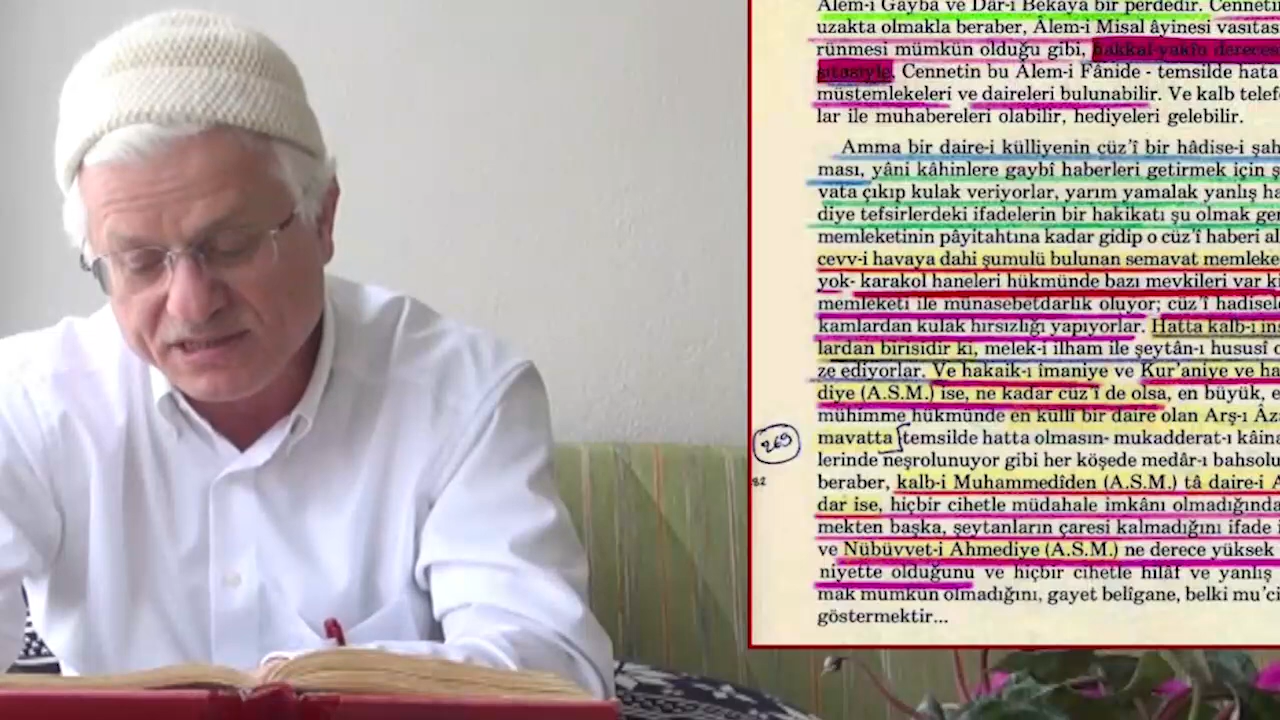 Âlem-i Gayba ve Dâr-ı Bekaya bir perdedir. Cennetin
uzakta olmakla beraber, Âlem-i Misal âyinesi vasıtas
rünmesi mümkün olduğu gibi, hakkal-yakîn dereces
sıtasiyle, Cennetin bu Âlem-i Fânide - temsilde hata
müstemlekeleri ve daireleri bulunabilir. Ve kalb telef
lar ile muhabereleri olabilir, hediyeleri gelebilir.
Amma bir daire-i külliyenin cüz'î bir hâdise-i şah
ması, yâni kâhinlere gaybî haberleri getirmek için ş
vata çıkıp kulak veriyorlar, yarım yamalak yanlış ha
diye tefsirlerdeki ifadelerin bir hakikatı şu olmak ge
memleketinin pâyitahtına kadar gidip o cüz'î haberi al
cevv-i havaya dahi şumulü bulunan semavat memleke
yok- karakol haneleri hükmünde bazı mevkileri var ki
memleketi ile münasebetdarlık oluyor; cüz'î hadisel
kamlardan kulak hırsızlığı yapıyorlar. Hatta kalb-i in
lardan birisidir ki, melek-i ilham ile şeytân-ı hususî
ze ediyorlar. Ve hakaik-ı îmaniye ve Kur'aniye ve ha
diye (A.S.M.) ise, ne kadar cüz'î de olsa, en büyük, e
mühimme hükmünde en küllî bir daire olan Arş-ı Âz
mavatta temsilde hatta olmasın- mukadderat-ı kâina
lerinde neşrolunuyor gibi her köşede medâr-ı bahsolu
269
beraber, kalb-i Muhammedîden (A.S.M.) tâ daire-i A
82
dar ise, hiçbir cihetle müdahale imkânı olmadığında
mekten başka, şeytanların çaresi kalmadığını ifade
ve Nübüvvet-i Ahmediye (A.S.M.) ne derece yüksek
niyette olduğunu ve hiçbir cihetle hilâf ve yanlış
mak mümkün olmadığını, gayet belîgane, belki mu'ci
göstermektir...